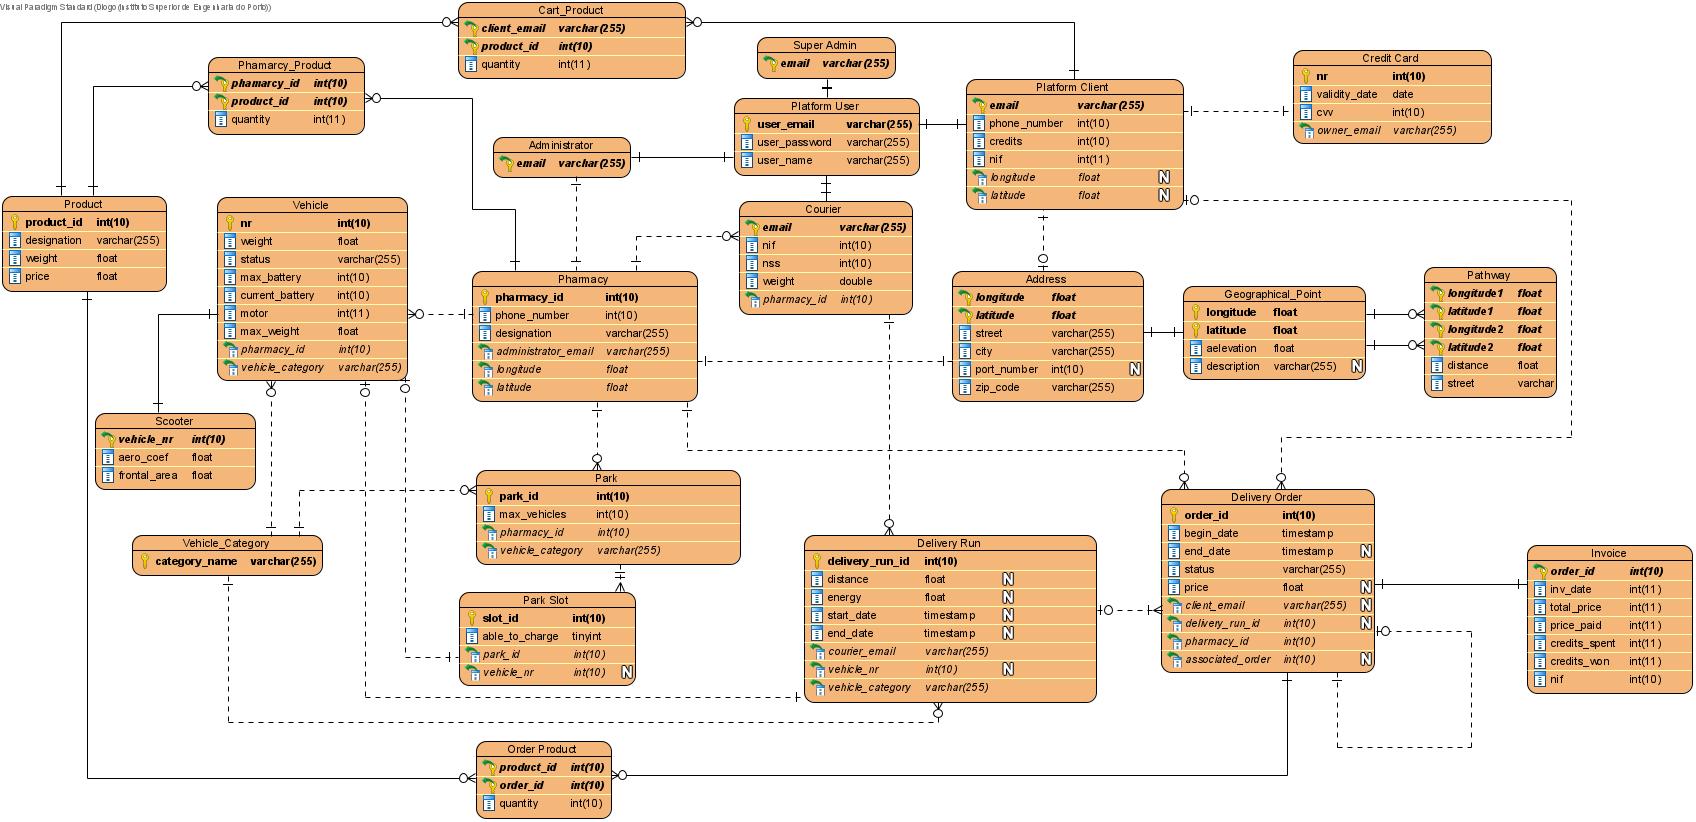 Visual Paradigm Standard (Diogo (Instituto Superior de Engenharia do Porto))
Cart_Product
client_email varchar(255)
product_id int(10)
quantity int(11)
Phamarcy_Product
phamarcy_id int(10)
product_id int(10)
quantity int(11)
Super Admin
email varchar(255)
Platform User
user_email varchar(255)
user_password varchar(255)
user_name varchar(255)
Administrator
email varchar(255)
Platform Client
email varchar(255)
phone_number int(10)
credits int(10)
nif int(11)
longitude float N
latitude float N
Credit Card
nr int(10)
validity_date date
cvv int(10)
owner_email varchar(255)
Product
product_id int(10)
designation varchar(255)
weight float
price float
Vehicle
nr int(10)
weight float
status varchar(255)
max_battery int(10)
current_battery int(10)
motor int(11)
max_weight float
pharmacy_id int(10)
vehicle_category varchar(255)
Courier
email varchar(255)
nif int(10)
nss int(10)
weight double
pharmacy_id int(10)
Pharmacy
pharmacy_id int(10)
phone_number int(10)
designation varchar(255)
administrator_email varchar(255)
longitude float
latitude float
Address
longitude float
latitude float
street varchar(255)
city varchar(255)
port_number int(10) N
zip_code varchar(255)
Geographical_Point
longitude float
latitude float
aelevation float
description varchar(255) N
Pathway
longitude1 float
latitude1 float
longitude2 float
latitude2 float
distance float
street varchar
Scooter
vehicle_nr int(10)
aero_coef float
frontal_area float
Park
park_id int(10)
max_vehicles int(10)
pharmacy_id int(10)
vehicle_category varchar(255)
Vehicle_Category
category_name varchar(255)
Park Slot
slot_id int(10)
able_to_charge tinyint
park_id int(10)
vehicle_nr int(10) N
Delivery Run
delivery_run_id int(10)
distance float N
energy float N
start_date timestamp N
end_date timestamp N
courier_email varchar(255)
vehicle_nr int(10) N
vehicle_category varchar(255)
Delivery Order
order_id int(10)
begin_date timestamp
end_date timestamp N
status varchar(255)
price float N
client_email varchar(255) N
delivery_run_id int(10) N
pharmacy_id int(10)
associated_order int(10) N
Invoice
order_id int(10)
inv_date int(11)
total_price int(11)
price_paid int(11)
credits_spent int(11)
credits_won int(11)
nif int(10)
Order Product
product_id int(10)
order_id int(10)
quantity int(10)